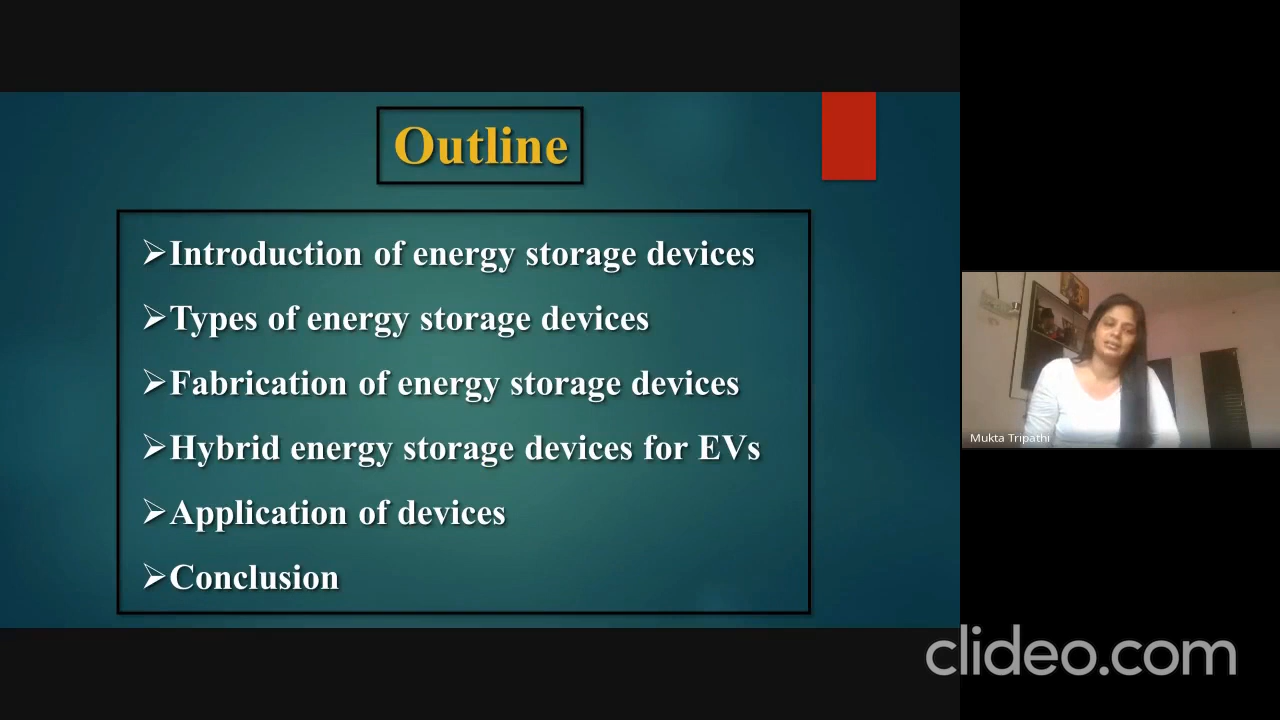 Outline
➢Introduction of energy storage devices
➢Types of energy storage devices
➢Fabrication of energy storage devices
➢Hybrid energy storage devices for EVs
➢Application of devices
➢Conclusion
Mukta Tripathi
clideo.com